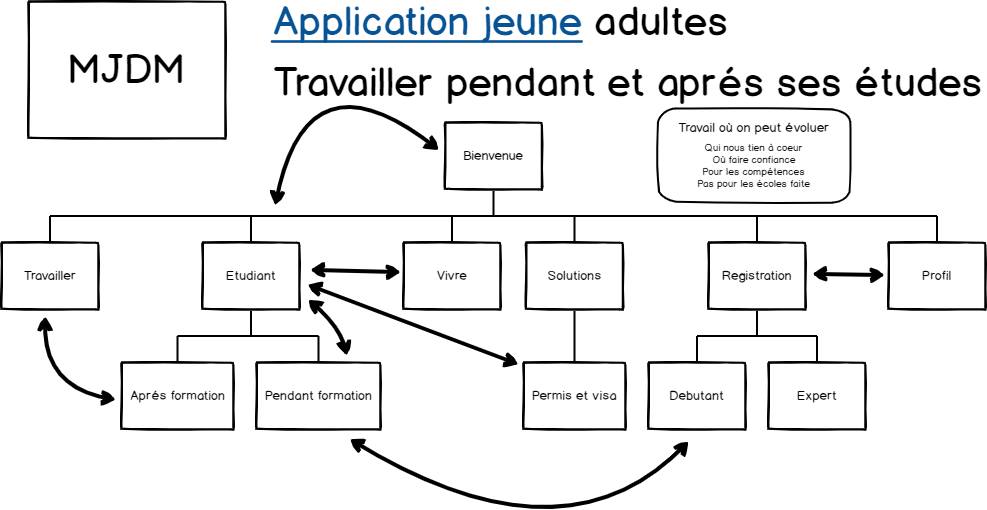 MJDM
Application jeune adultes
Travailler pendant et aprés ses études
Travail où on peut évoluer
Qui nous tien à coeur
Où faire confiance
Pour les compétences
Pas pour les écoles faite
Bienvenue
Travailler
Etudiant
Vivre
Solutions
Registration
Profil
Aprés formation
Pendant formation
Permis et visa
Debutant
Expert